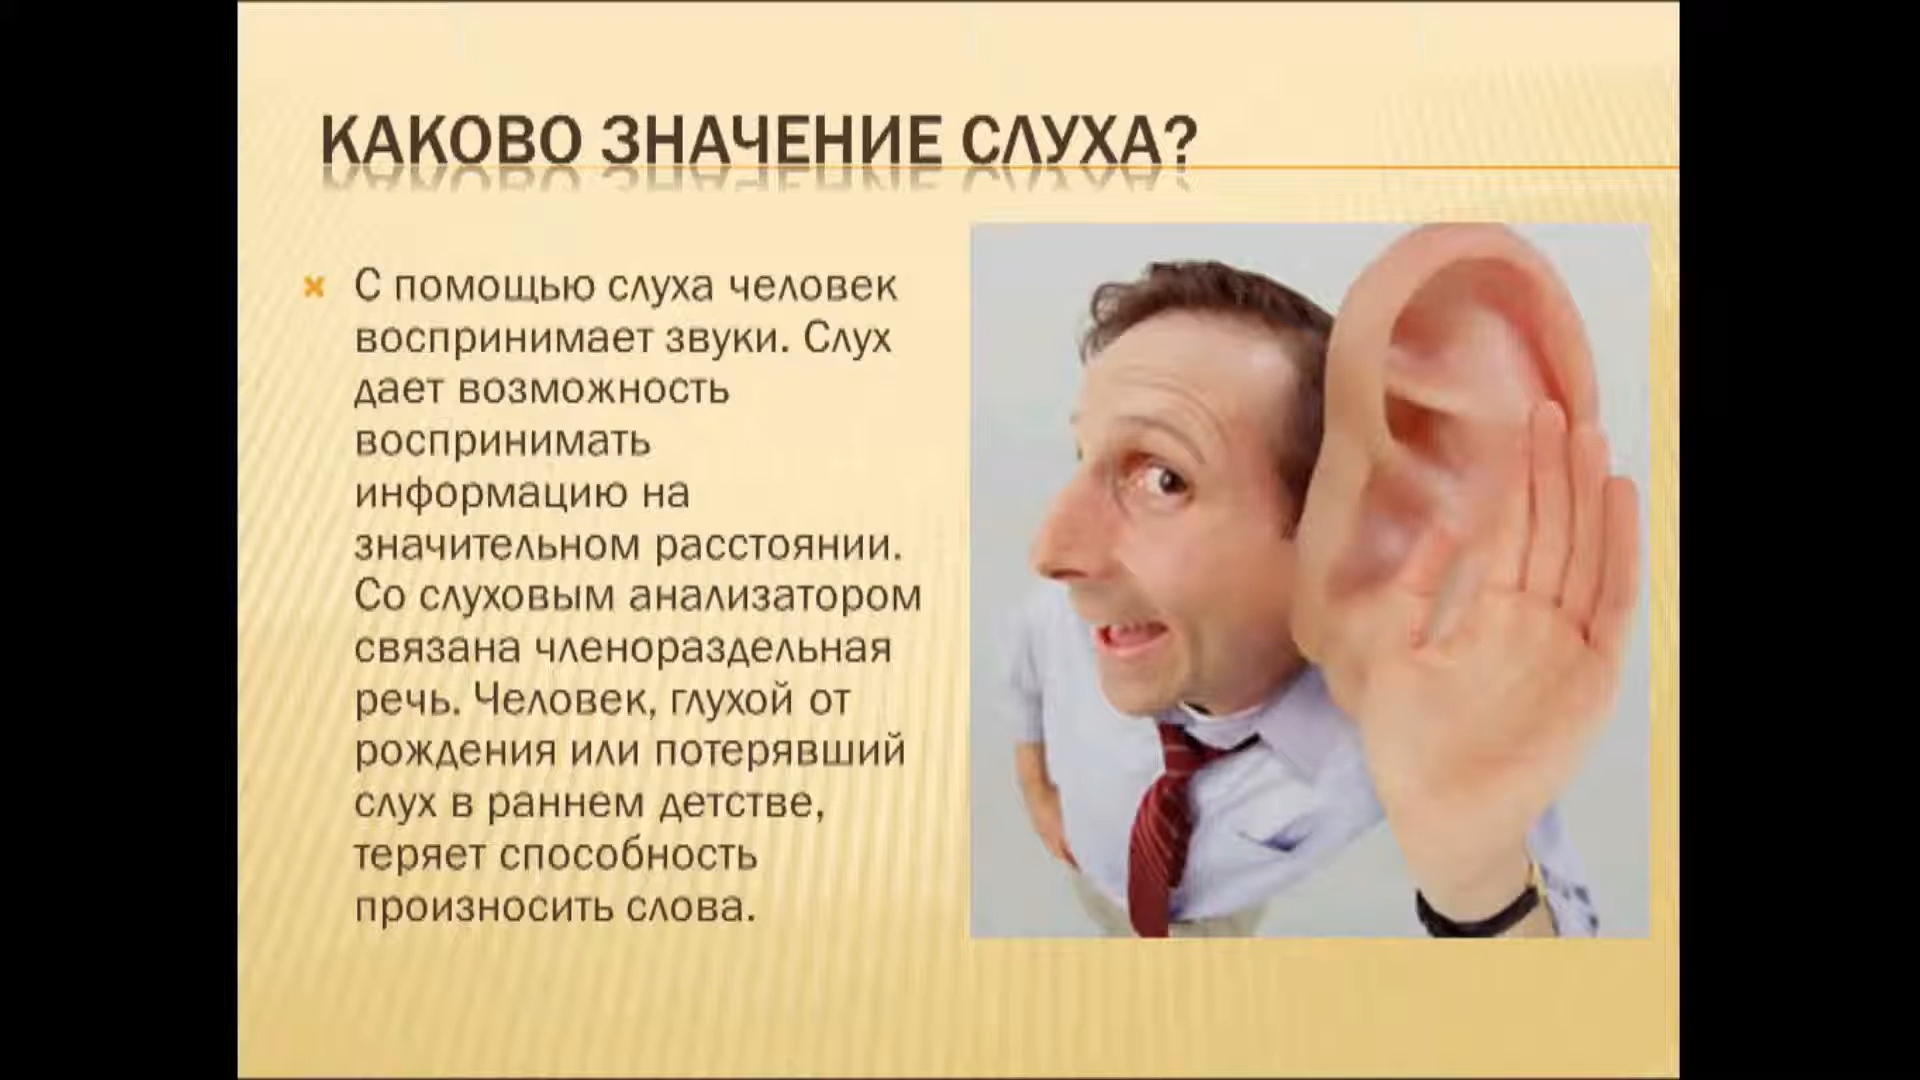 КАКОВО ЗНАЧЕНИЕ СЛУХА?
С помощью слуха человек
воспринимает звуки. Слух
дает возможность
воспринимать
информацию на
значительном расстоянии.
Со слуховым анализатором
связана членораздельная
речь. Человек, глухой от
рождения или потерявший
слух в раннем детстве,
теряет способность
произносить слова.